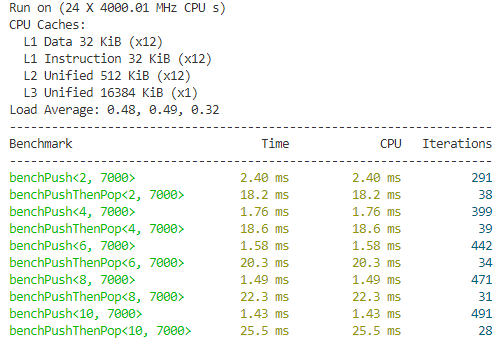 Run on (24 X 4000.01 MHz CPU s)
CPU Caches:
  L1 Data 32 KiB (x12)
  L1 Instruction 32 KiB (x12)
  L2 Unified 512 KiB (x12)
  L3 Unified 16384 KiB (x1)
Load Average: 0.48, 0.49, 0.32
---------------------------------------------------------------------
Benchmark                           Time             CPU   Iterations
---------------------------------------------------------------------
benchPush<2, 7000>               2.40 ms         2.40 ms          291
benchPushThenPop<2, 7000>        18.2 ms         18.2 ms           38
benchPush<4, 7000>               1.76 ms         1.76 ms          399
benchPushThenPop<4, 7000>        18.6 ms         18.6 ms           39
benchPush<6, 7000>               1.58 ms         1.58 ms          442
benchPushThenPop<6, 7000>        20.3 ms         20.3 ms           34
benchPush<8, 7000>               1.49 ms         1.49 ms          471
benchPushThenPop<8, 7000>        22.3 ms         22.3 ms           31
benchPush<10, 7000>              1.43 ms         1.43 ms          491
benchPushThenPop<10, 7000>       25.5 ms         25.5 ms           28